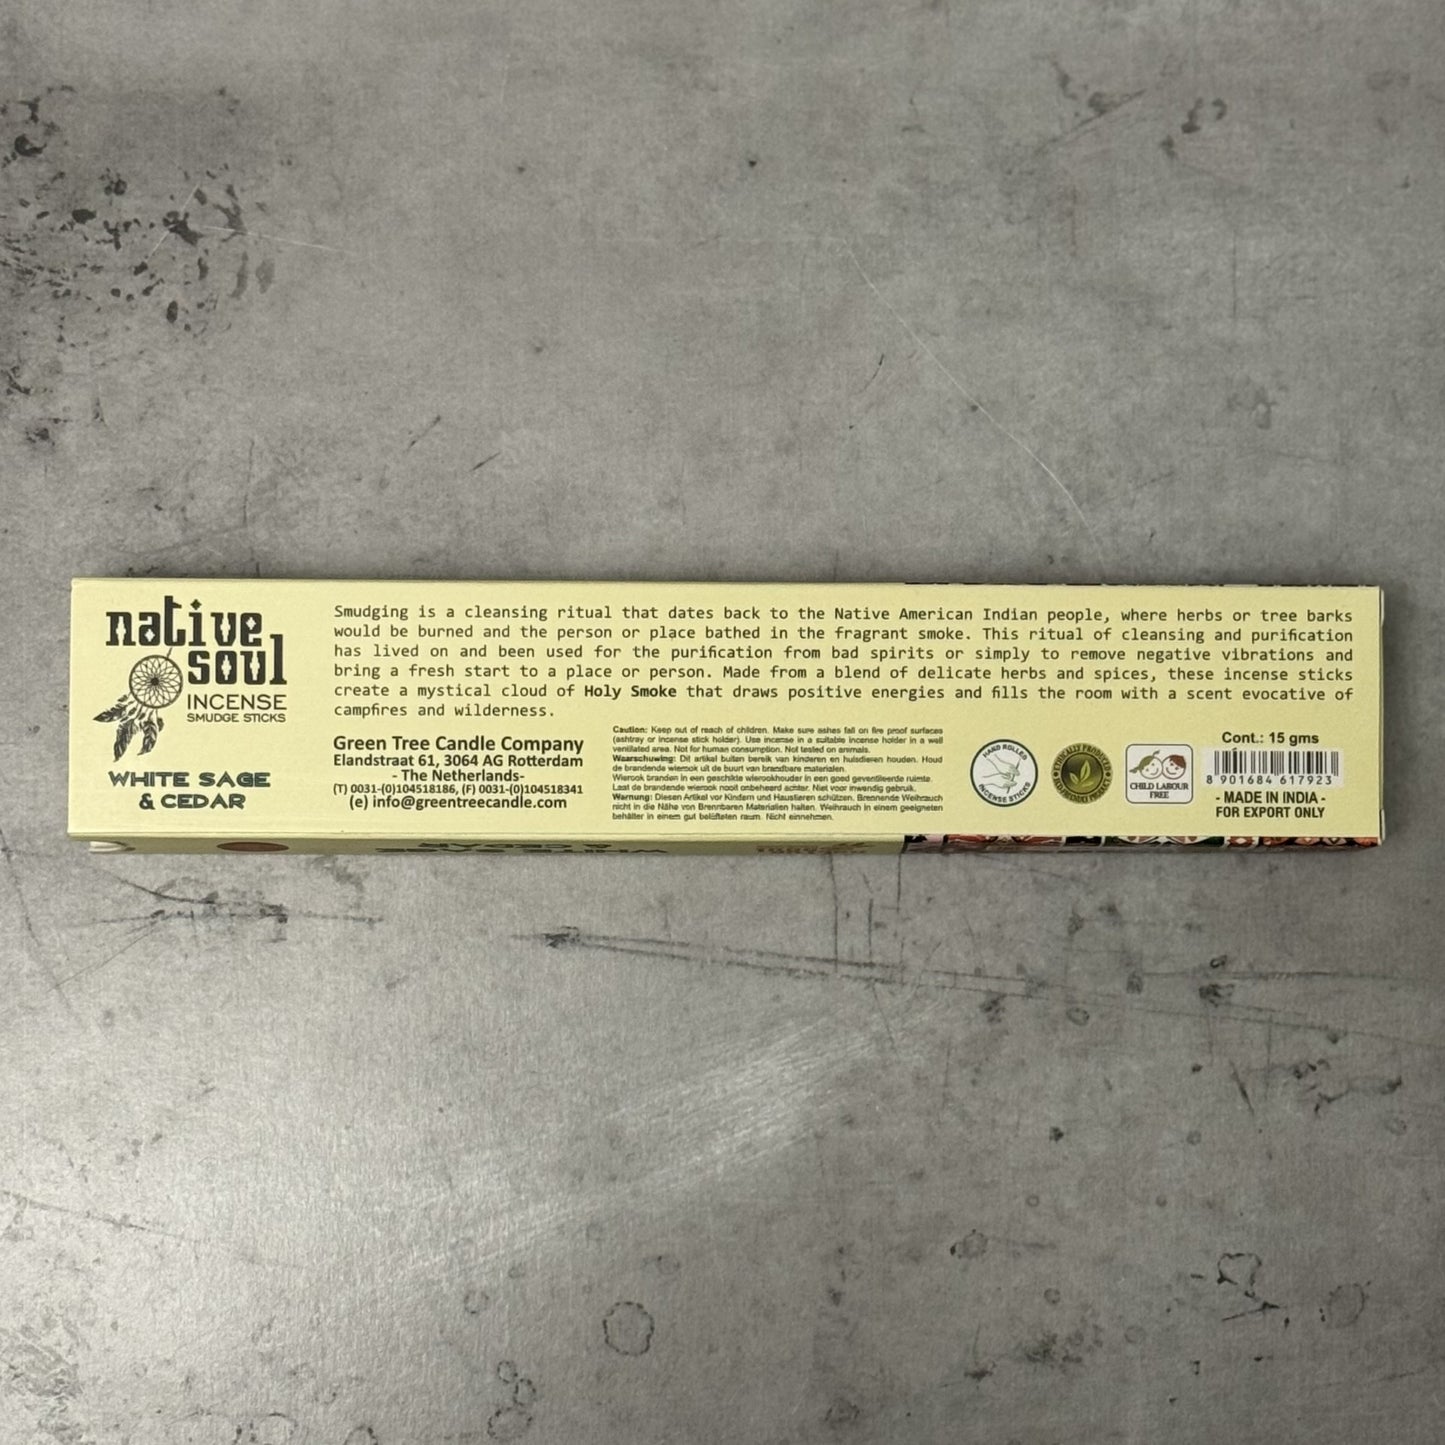 native
soul
INCENSE
SMUDGE STICKS
WHITE SAGE
& CEDAR
Smudging is a cleansing ritual that dates back to the Native American Indian people, where herbs or tree barks
would be burned and the person or place bathed in the fragrant smoke. This ritual of cleansing and purification
has lived on and been used for the purification from bad spirits or simply to remove negative vibrations and
bring a fresh start to a place or person. Made from a blend of delicate herbs and spices, these incense sticks
create a mystical cloud of Holy Smoke that draws positive energies and fills the room with a scent evocative of
campfires and wilderness.
Green Tree Candle Company
Elandstraat 61, 3064 AG Rotterdam
- The Netherlands-
(T) 0031-(0)104518186, (F) 0031-(0)104518341
(e) info@greentreecandle.com
Caution: Keep out of reach of children. Make sure ashes fall on fire proof surfaces
(ashtray or incense stick holder). Use incense in a suitable incense holder in a well
ventilated area. Not for human consumption. Not tested on animals.
Waarschuwing: Dit artikel buiten bereik van kinderen en huisdieren houden. Houd
de brandende wierook uit de buurt van brandbare materialen.
Wierook branden in een geschikte wierookhouder in een goed geventileerde ruimte.
Laat de brandende wierook nooit onbeheerd achter. Niet voor inwendig gebruik.
Warnung: Diesen Artikel vor Kindern und Haustieren schützen. Brennende Weihrauch
nicht in die Nähe von Brennbaren Materialien halten. Weihrauch in einem geeigneten
behälter in einem gut belüfteten raum. Nicht einnehmen.
HAND ROLLED
INCENSE STICKS
ETHICALLY PRODUCED
ECO-FRIENDLY PRODUCT
CHILD LABOUR
FREE
Cont.: 15 gms
8 901684 617923
- MADE IN INDIA -
FOR EXPORT ONLY
WHITE SAGE
& CEDAR